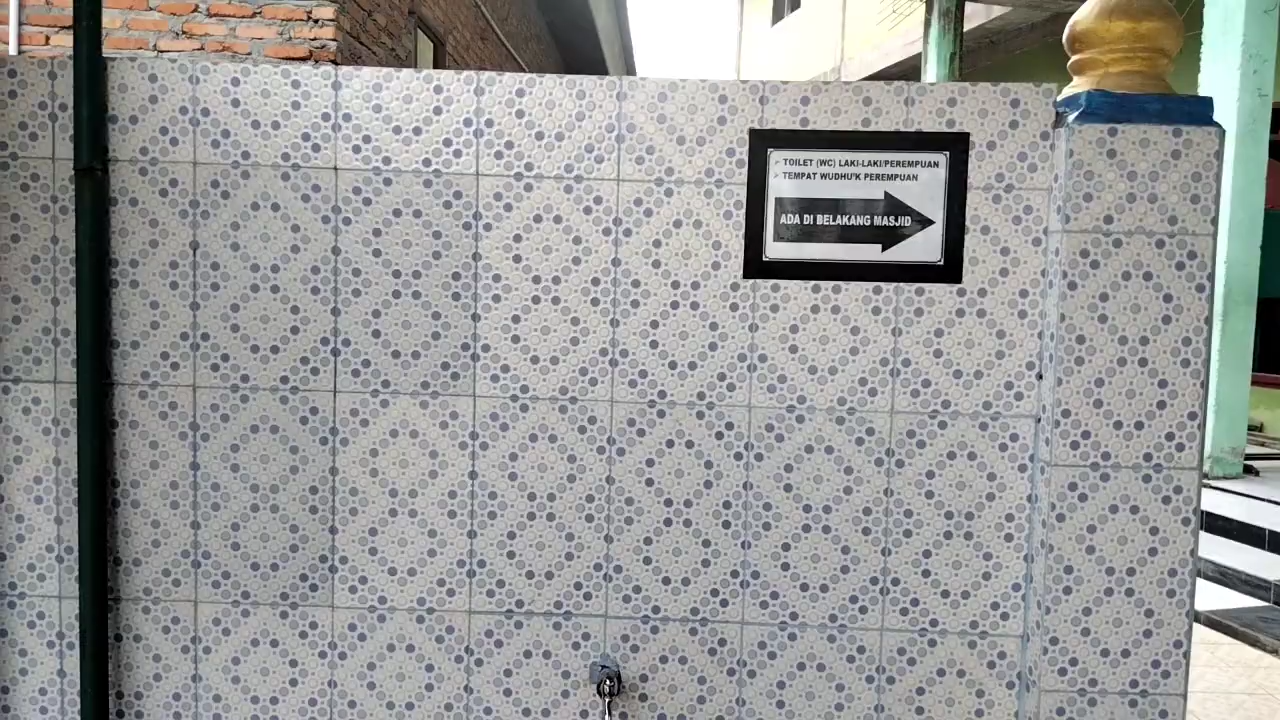 ➢ TOILET (WC) LAKI-LAKI/PEREMPUAN
➢ TEMPAT WUDHU'K PEREMPUAN
ADA DI BELAKANG MASJID